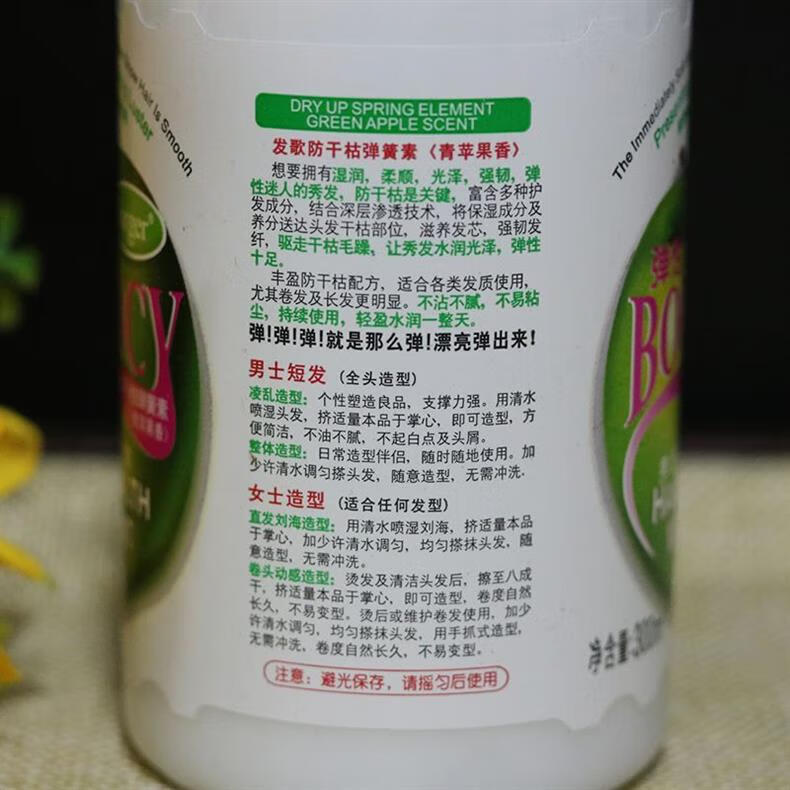 DRY UP SPRING ELEMENT
GREEN APPLE SCENT
发歌防干枯弹簧素〈青苹果香〉
想要拥有湿润，柔顺，光泽，强韧，弹
性迷人的秀发，防干枯是关键，富含多种护
发成分，结合深层渗透技术，将保湿成分及
养分送达头发干枯部位，滋养发芯，强韧发
纤，驱走干枯毛躁，让秀发水润光泽，弹性
十足。
丰盈防干枯配方，适合各类发质使用，
尤其卷发及长发更明显。不沾不腻，不易粘
尘，持续使用，轻盈水润一整天。
弹！弹！弹！就是那么弹！漂亮弹出来！
男士短发（全头造型）
凌乱造型：个性塑造良品，支撑力强。用清水
喷湿头发，挤适量本品于掌心，即可造型，方
便简洁，不油不腻，不起白点及头屑。
整体造型：日常造型伴侣，随时随地使用。加
少许清水调匀搽头发，随意造型，无需冲洗.
女士造型（适合任何发型）
直发刘海造型：用清水喷湿刘海，挤适量本品
于掌心，加少许清水调匀，均匀搽抹头发，随
意造型，无需冲洗。
卷头动感造型：烫发及清洁头发后，擦至八成
干，挤适量本品于掌心，即可造型，卷度自然
长久，不易变型。烫后或维护卷发使用，加少
许清水调匀，均匀搽抹头发，用手抓式造型，
无需冲洗，卷度自然长久，不易变型。
注意：避光保存，请摇匀后使用
Hair Is Smooth
The Immediately
净含量:300